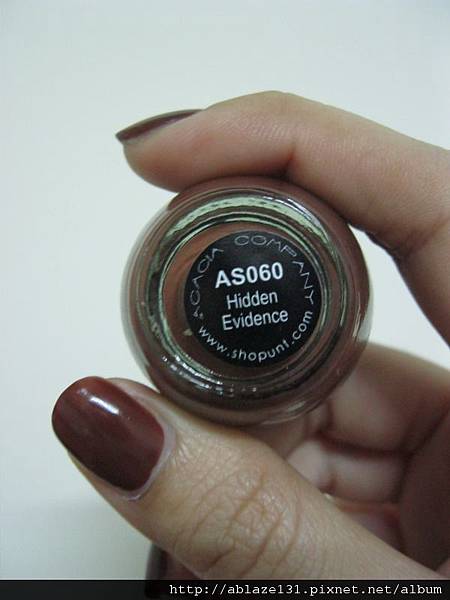 ACACIA COMPANY
AS060
Hidden
Evidence
www.shopunt.com
http://ablaze131.pixnet.net/album